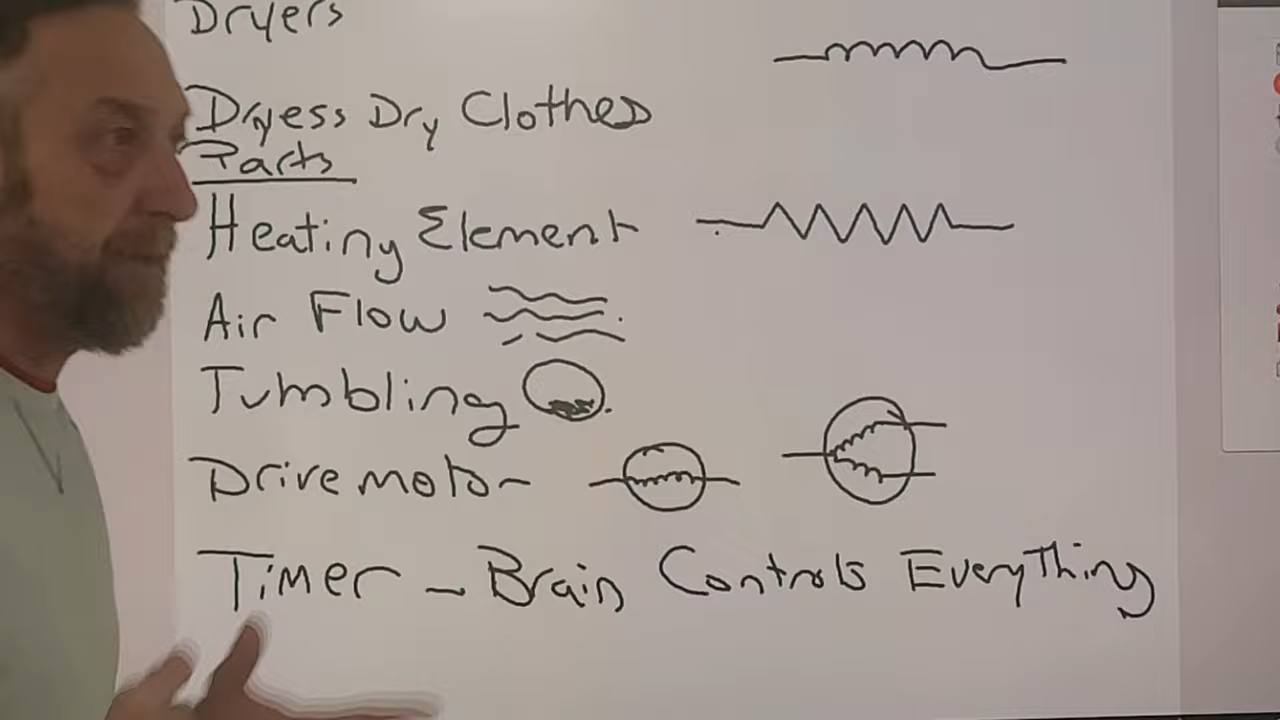 Dryers
Dryess Dry Clothes
Parts
Heating Element
Air Flow
Tumbling
Drive motor
Timer - Brain Controls Everything